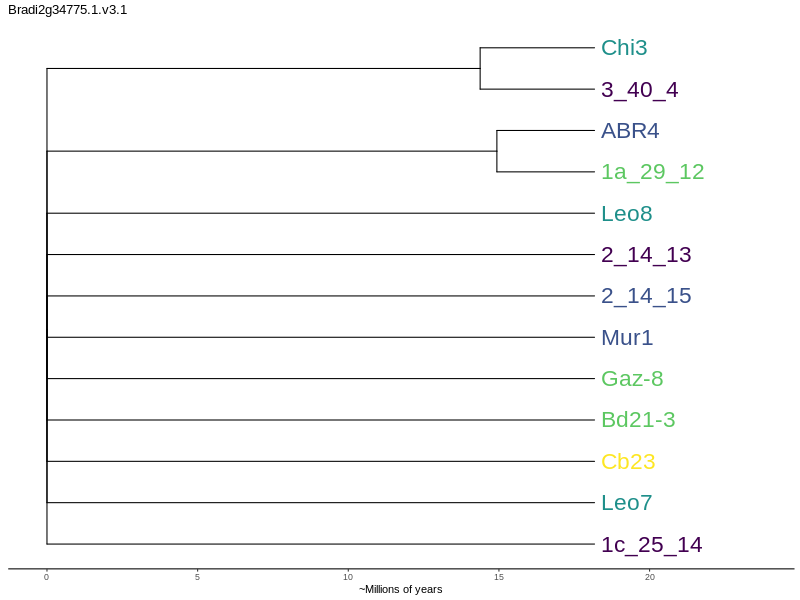 Bradi2g34775.1.v3.1
Chi3
3_40_4
ABR4
1a_29_12
Leo8
2_14_13
2_14_15
Mur1
Gaz-8
Bd21-3
Cb23
Leo7
1c_25_14
0 5 10 15 20
~Millions of years